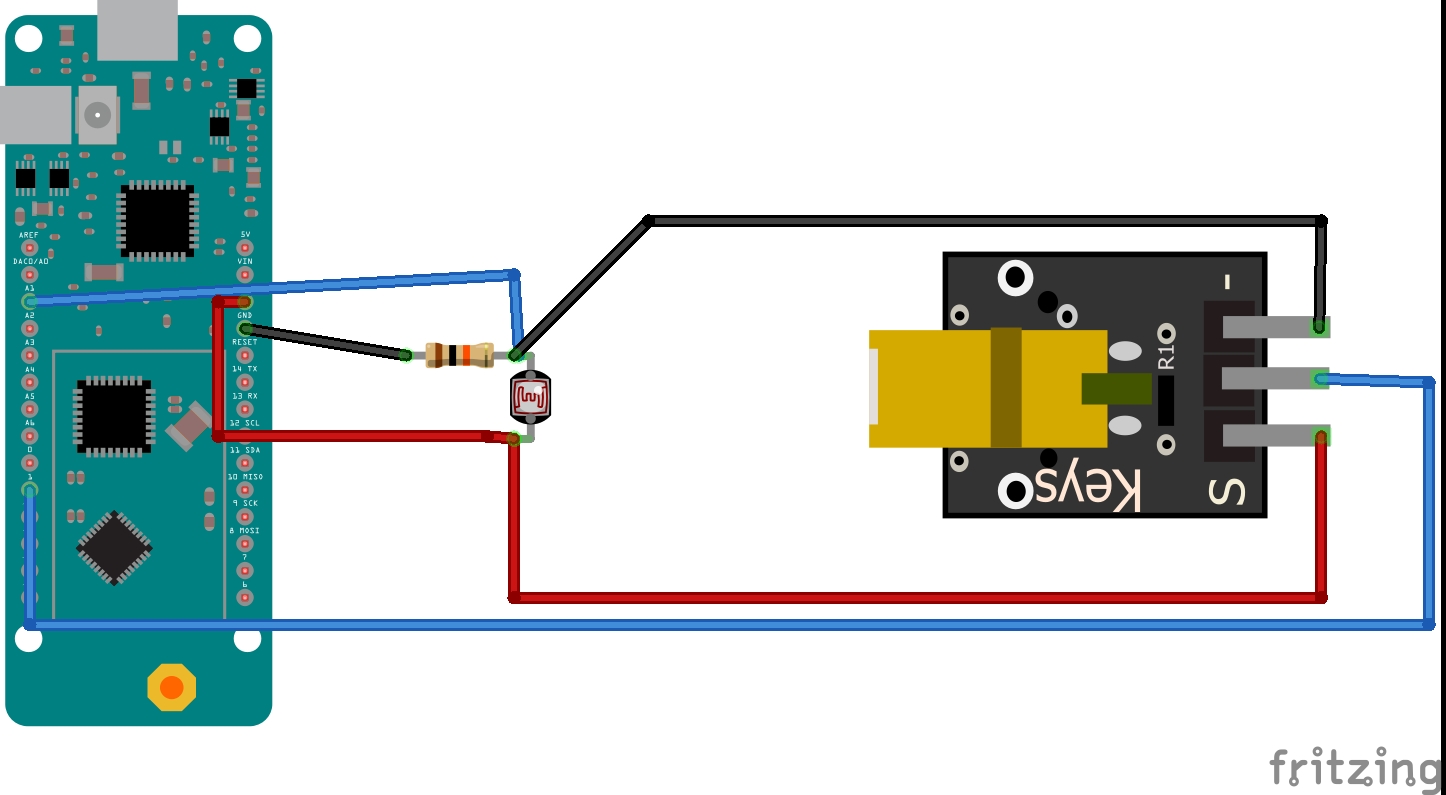 AREF
DAC0/A0
A1
A2
A3
A4
A5
A6
0
1
5V
VIN
GND
RESET
14 TX
13 RX
12 SCL
11 SDA
10 MISO
9 SCK
8 MOSI
7
6
-
R1
Keys
S
fritzing